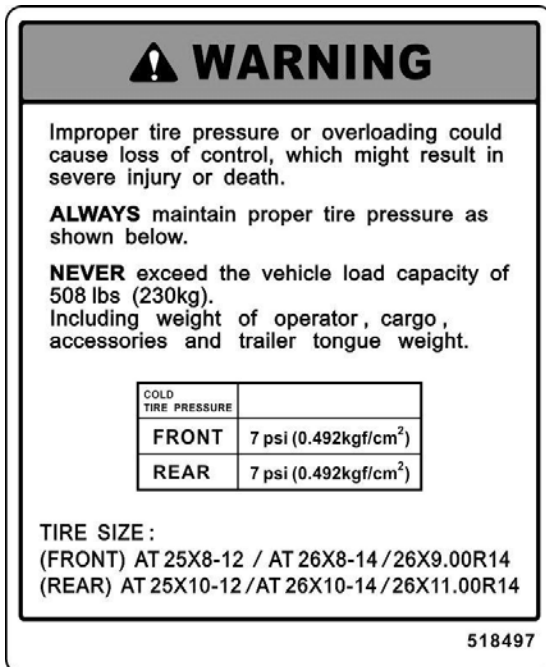 WARNING
Improper tire pressure or overloading could
cause loss of control, which might result in
severe injury or death.
ALWAYS maintain proper tire pressure as
shown below.
NEVER exceed the vehicle load capacity of
508 lbs (230kg).
Including weight of operator, cargo,
accessories and trailer tongue weight.
COLD
TIRE PRESSURE
FRONT 7 psi (0.492kgf/cm²)
REAR 7 psi (0.492kgf/cm²)
TIRE SIZE:
(FRONT) AT 25X8-12 / AT 26X8-14/26X9.00R14
(REAR) AT 25X10-12/AT 26X10-14/26X11.00R14
518497